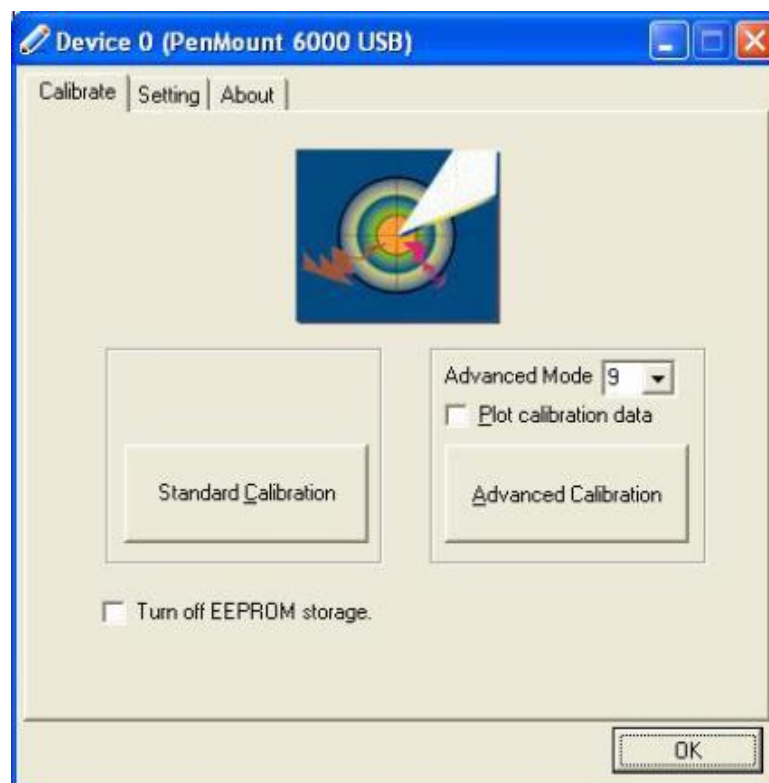 Device 0 (PenMount 6000 USB)
Calibrate Setting About
Advanced Mode 9
Plot calibration data
Standard Calibration Advanced Calibration
Turn off EEPROM storage.
OK